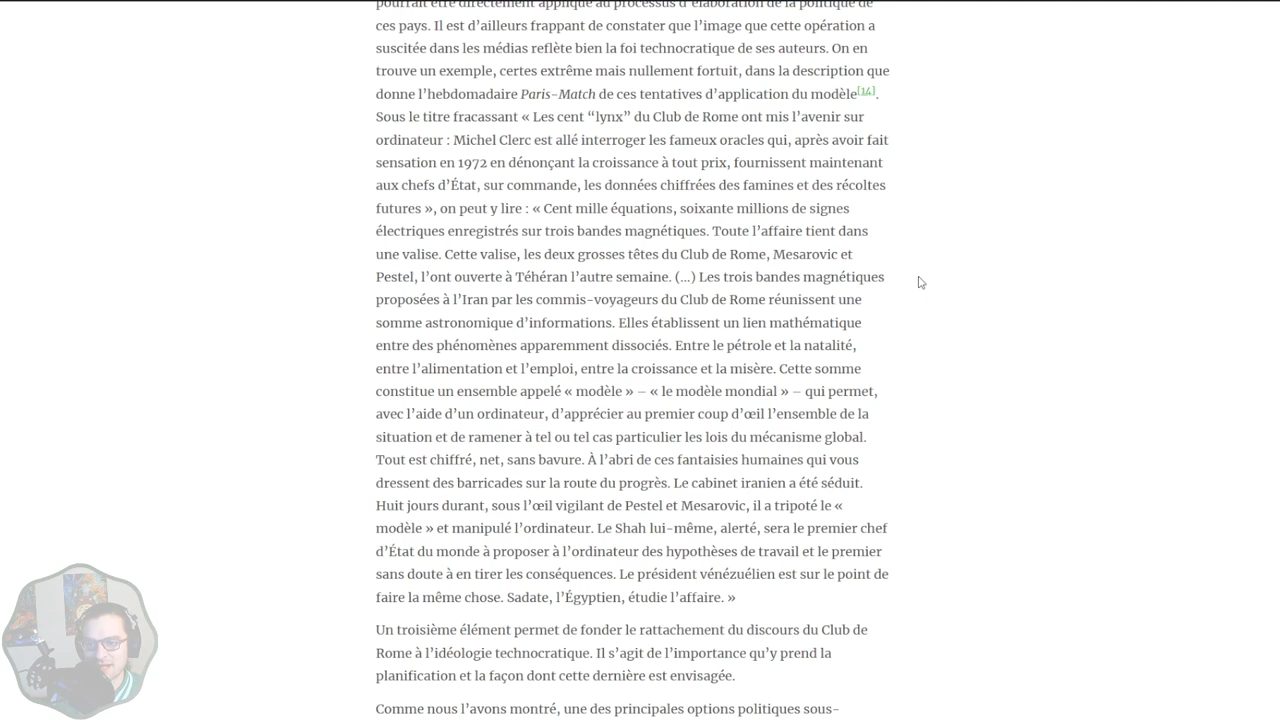 pourrait être directement appliqué au processus d’élaboration de la politique de
ces pays. Il est d’ailleurs frappant de constater que l’image que cette opération a
suscitée dans les médias reflète bien la foi technocratique de ses auteurs. On en
trouve un exemple, certes extrême mais nullement fortuit, dans la description que
donne l’hebdomadaire Paris-Match de ces tentatives d’application du modèle[14].
Sous le titre fracassant « Les cent “lynx” du Club de Rome ont mis l’avenir sur
ordinateur : Michel Clerc est allé interroger les fameux oracles qui, après avoir fait
sensation en 1972 en dénonçant la croissance à tout prix, fournissent maintenant
aux chefs d’État, sur commande, les données chiffrées des famines et des récoltes
futures », on peut y lire : « Cent mille équations, soixante millions de signes
électriques enregistrés sur trois bandes magnétiques. Toute l’affaire tient dans
une valise. Cette valise, les deux grosses têtes du Club de Rome, Mesarovic et
Pestel, l’ont ouverte à Téhéran l’autre semaine. (…) Les trois bandes magnétiques
proposées à l’Iran par les commis-voyageurs du Club de Rome réunissent une
somme astronomique d’informations. Elles établissent un lien mathématique
entre des phénomènes apparemment dissociés. Entre le pétrole et la natalité,
entre l’alimentation et l’emploi, entre la croissance et la misère. Cette somme
constitue un ensemble appelé « modèle » – « le modèle mondial » – qui permet,
avec l’aide d’un ordinateur, d’apprécier au premier coup d’œil l’ensemble de la
situation et de ramener à tel ou tel cas particulier les lois du mécanisme global.
Tout est chiffré, net, sans bavure. À l’abri de ces fantaisies humaines qui vous
dressent des barricades sur la route du progrès. Le cabinet iranien a été séduit.
Huit jours durant, sous l’œil vigilant de Pestel et Mesarovic, il a tripoté le «
modèle » et manipulé l’ordinateur. Le Shah lui-même, alerté, sera le premier chef
d’État du monde à proposer à l’ordinateur des hypothèses de travail et le premier
sans doute à en tirer les conséquences. Le président vénézuélien est sur le point de
faire la même chose. Sadate, l’Égyptien, étudie l’affaire. »
Un troisième élément permet de fonder le rattachement du discours du Club de
Rome à l’idéologie technocratique. Il s’agit de l’importance qu’y prend la
planification et la façon dont cette dernière est envisagée.
Comme nous l’avons montré, une des principales options politiques sous-